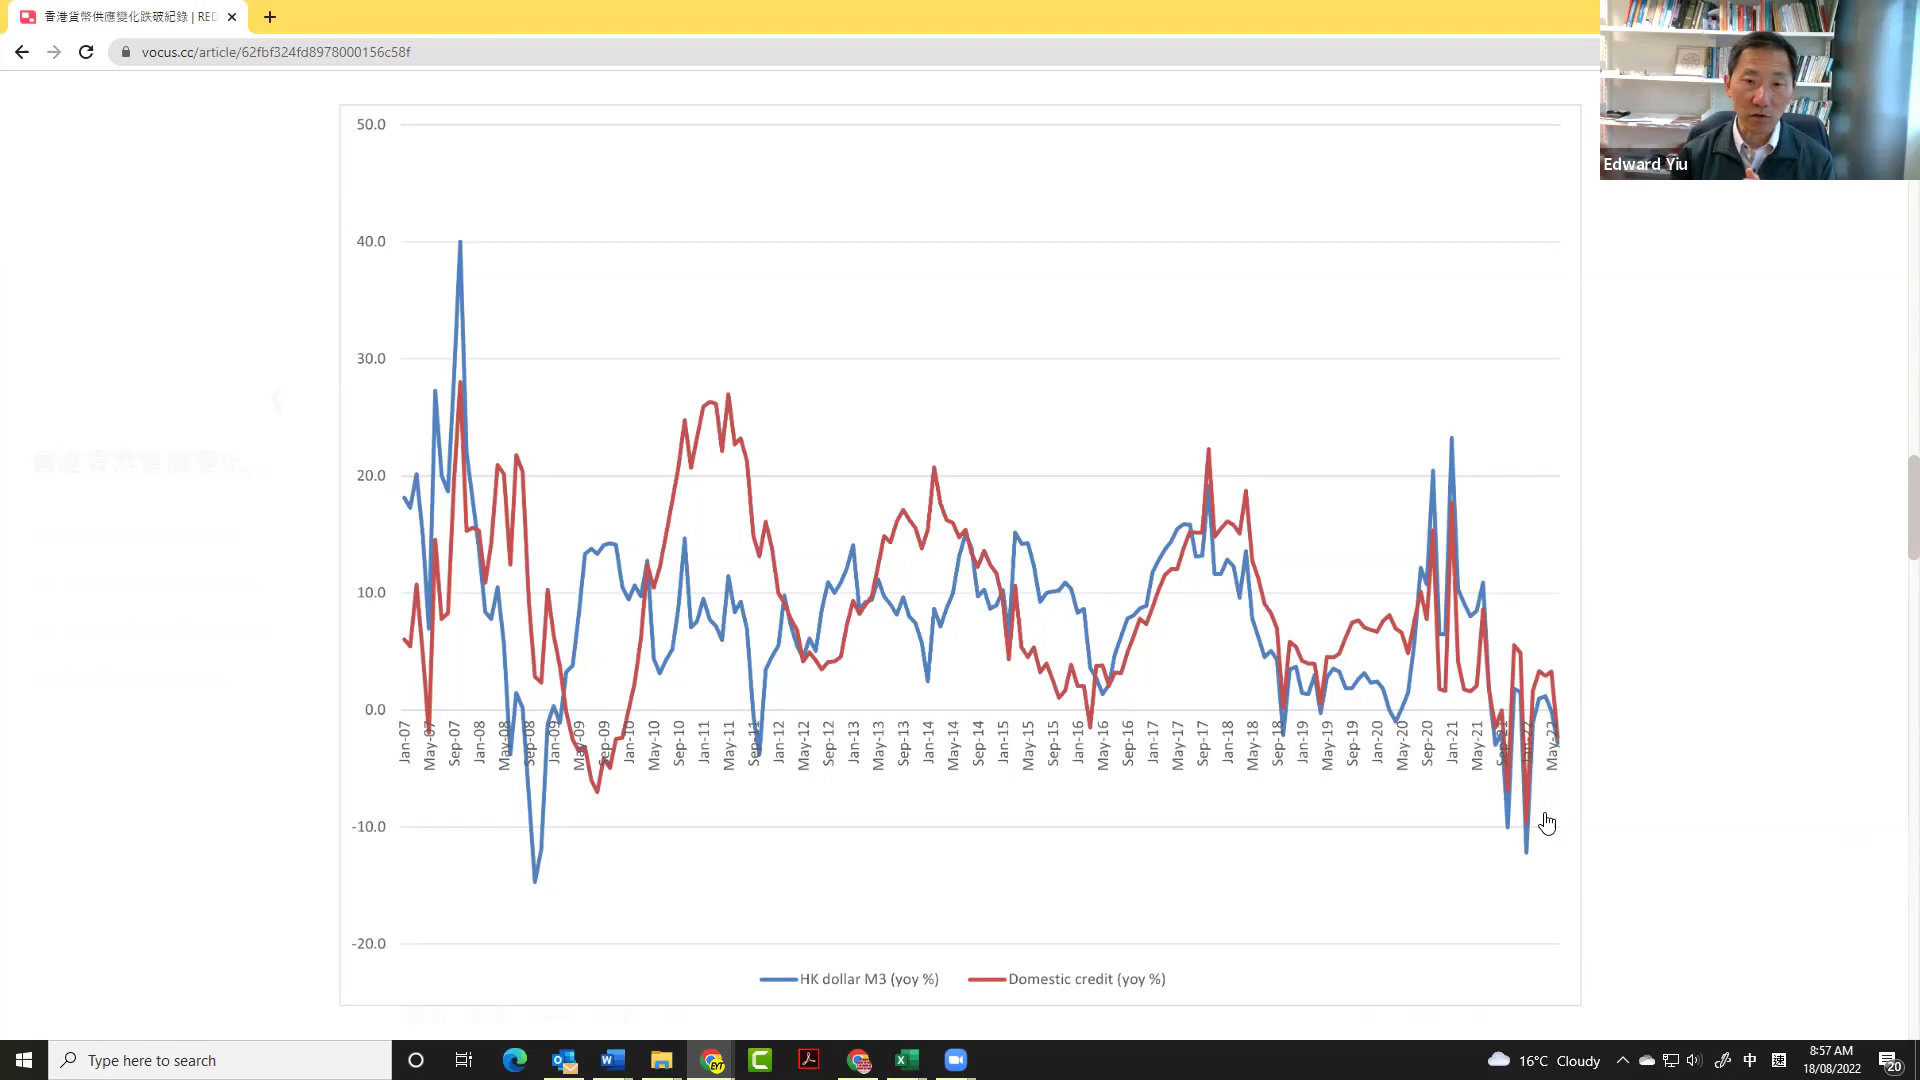 香港貨幣供應變化跌破紀錄 | RED
vocus.cc/article/62fbf324fd8978000156c58f
Edward Yiu
50.0
40.0
30.0
20.0
10.0
0.0
-10.0
-20.0
Jan-07 May-07 Sep-07 Jan-08 May-08 Sep-08 Jan-09 May-09 Sep-09 Jan-10 May-10 Sep-10 Jan-11 May-11 Sep-11 Jan-12 May-12 Sep-12 Jan-13 May-13 Sep-13 Jan-14 May-14 Sep-14 Jan-15 May-15 Sep-15 Jan-16 May-16 Sep-16 Jan-17 May-17 Sep-17 Jan-18 May-18 Sep-18 Jan-19 May-19 Sep-19 Jan-20 May-20 Sep-20 Jan-21 May-21 Sep-21 Jan-22 May-22
HK dollar M3 (yoy %) Domestic credit (yoy %)
Type here to search
16°C Cloudy
中
8:57 AM
18/08/2022
20